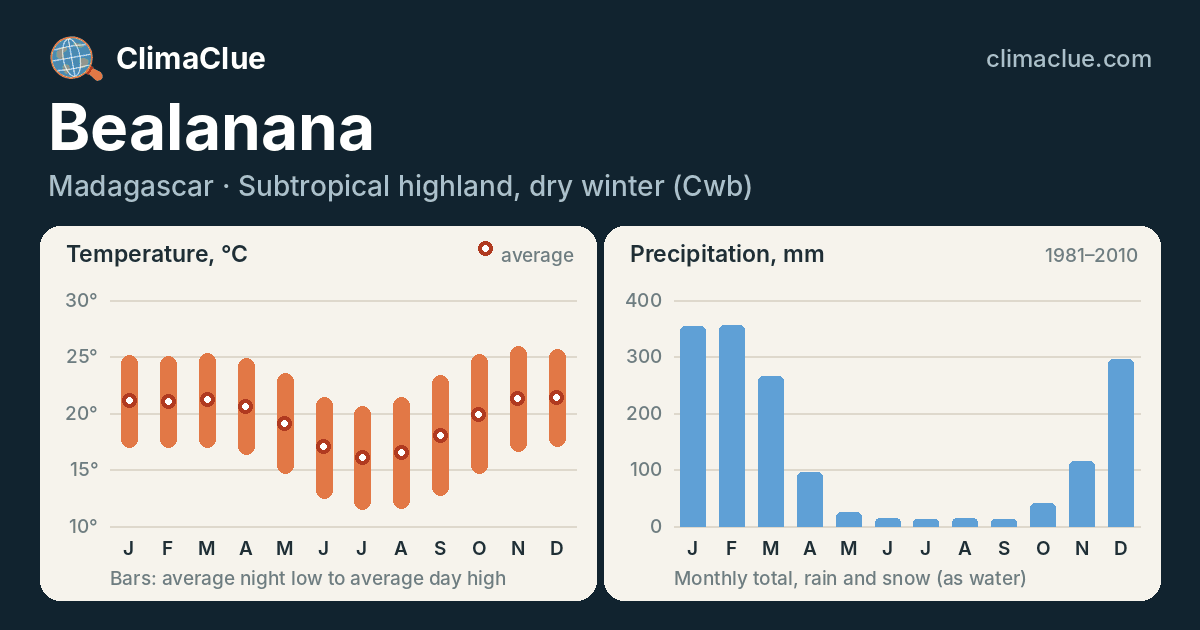 ClimaClue
climaclue.com
Bealanana
Madagascar · Subtropical highland, dry winter (Cwb)
Temperature, °C
average
30°
25°
20°
15°
10°
J F M A M J J A S O N D
Bars: average night low to average day high
Precipitation, mm
1981–2010
400
300
200
100
0
J F M A M J J A S O N D
Monthly total, rain and snow (as water)